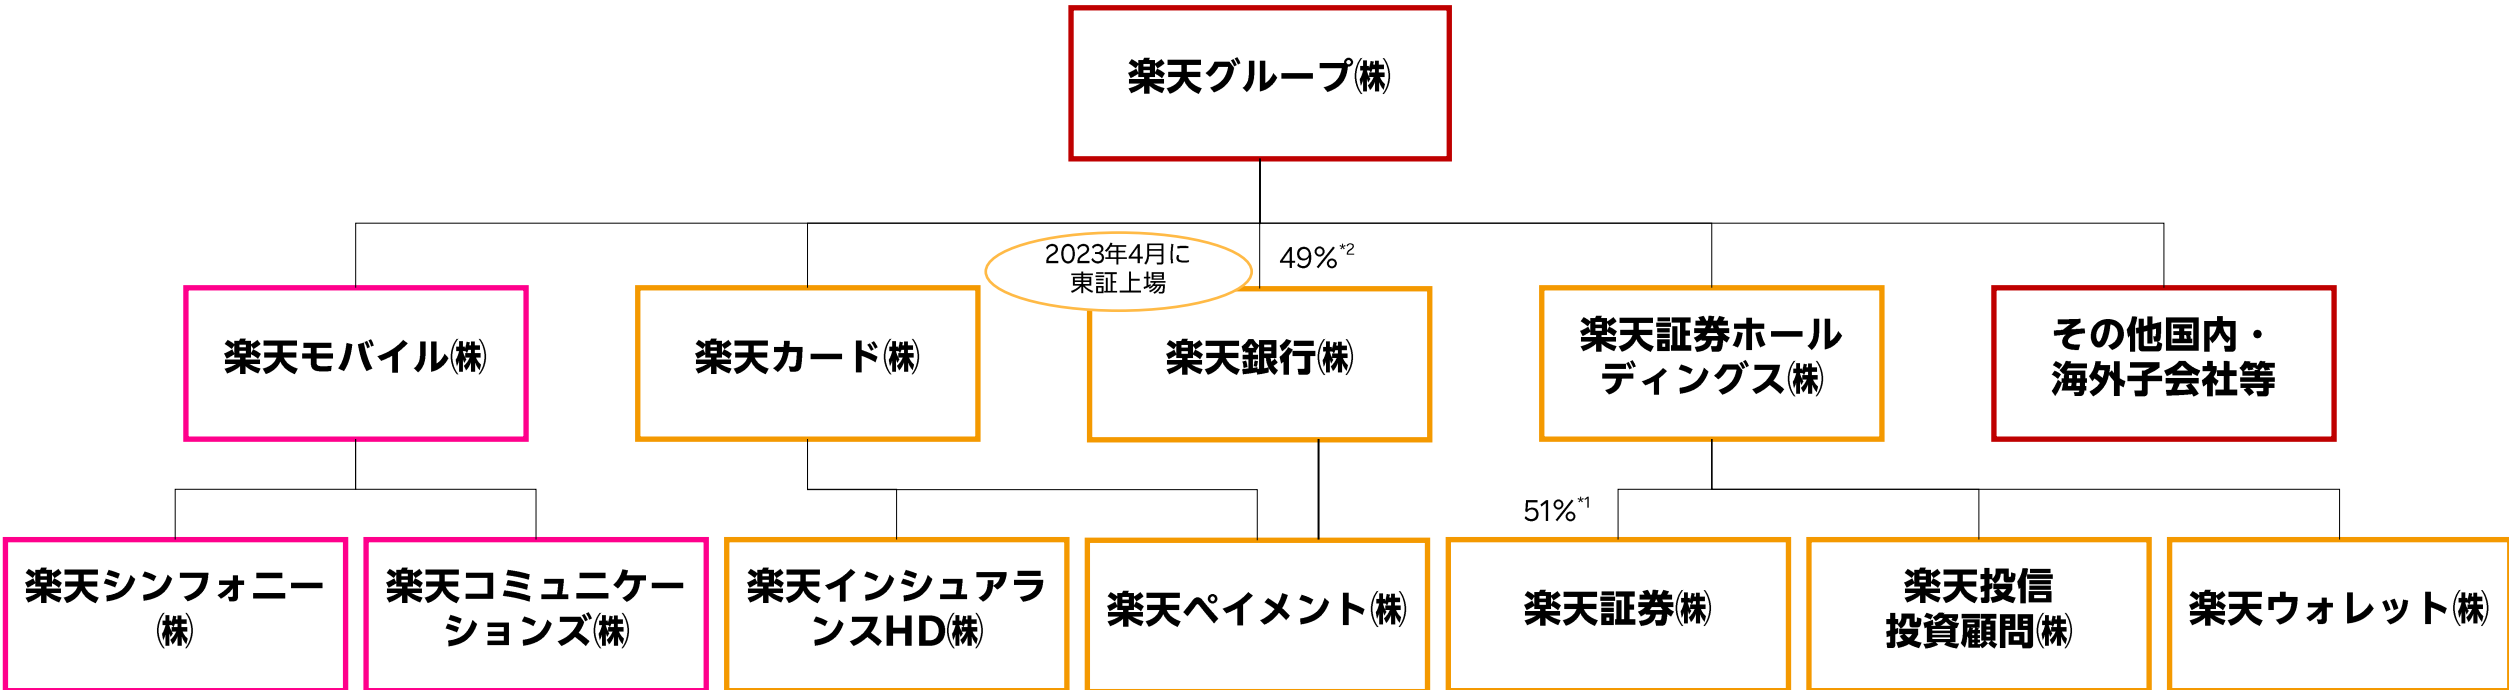 楽天グループ㈱
2023年4月に
東証上場
49%*2
楽天モバイル㈱
楽天カード㈱
楽天銀行㈱
楽天証券ホール
ディングス㈱
その他国内・
海外子会社等
51%*1
楽天シンフォニー
㈱
楽天コミュニケー
ションズ㈱
楽天インシュアラ
ンスHD㈱
楽天ペイメント㈱
楽天証券㈱
楽天投信
投資顧問㈱
楽天ウォレット㈱